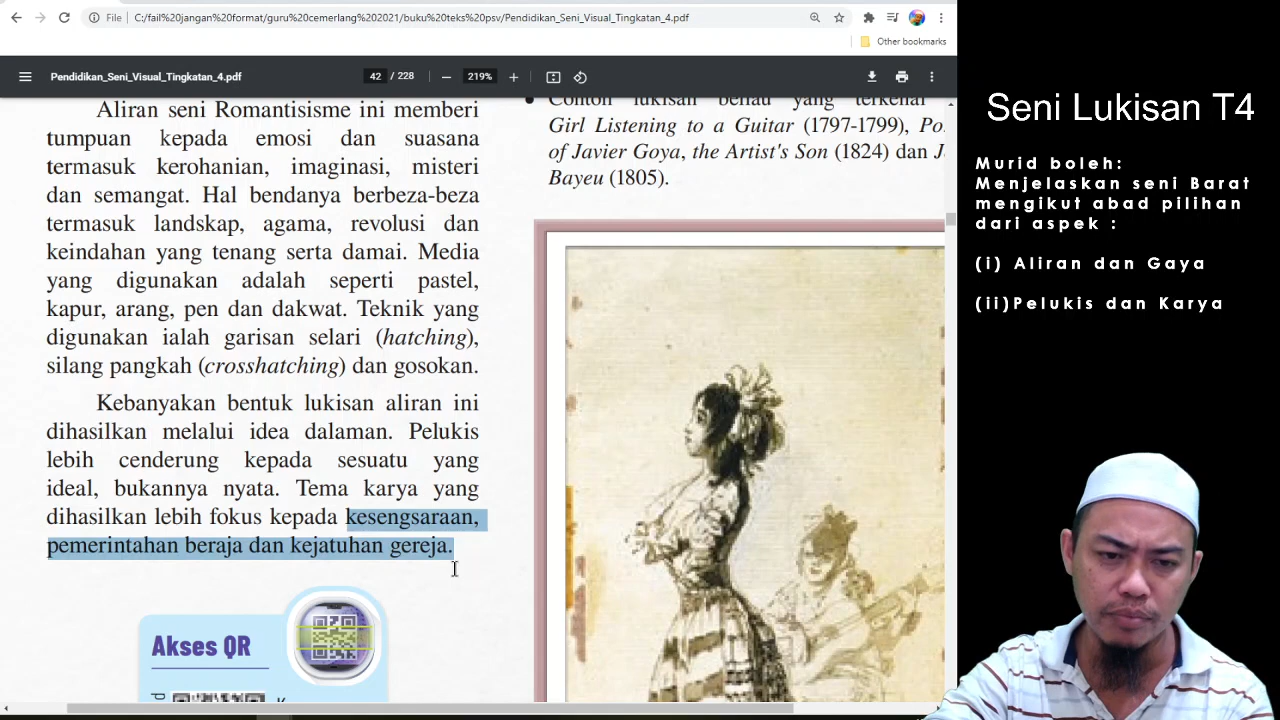 File
C:/fail%20jangan%20format/guru%20cemerlang%202021/buku%20teks%20psv/Pendidikan_Seni_Visual_Tingkatan_4.pdf
Other bookmarks
Pendidikan_Seni_Visual_Tingkatan_4.pdf
42 / 228
219%
Aliran seni Romantisisme ini memberi
tumpuan kepada emosi dan suasana
termasuk kerohanian, imaginasi, misteri
dan semangat. Hal bendanya berbeza-beza
termasuk landskap, agama, revolusi dan
keindahan yang tenang serta damai. Media
yang digunakan adalah seperti pastel,
kapur, arang, pen dan dakwat. Teknik yang
digunakan ialah garisan selari (hatching),
silang pangkah (crosshatching) dan gosokan.
Kebanyakan bentuk lukisan aliran ini
dihasilkan melalui idea dalaman. Pelukis
lebih cenderung kepada sesuatu yang
ideal, bukannya nyata. Tema karya yang
dihasilkan lebih fokus kepada kesengsaraan,
pemerintahan beraja dan kejatuhan gereja.
Akses QR
• Contoh lukisan beliau yang terkenal
Girl Listening to a Guitar (1797-1799), Po
of Javier Goya, the Artist's Son (1824) dan J
Bayeu (1805).
Seni Lukisan T4
Murid boleh:
Menjelaskan seni Barat
mengikut abad pilihan
dari aspek :
(i) Aliran dan Gaya
(ii)Pelukis dan Karya